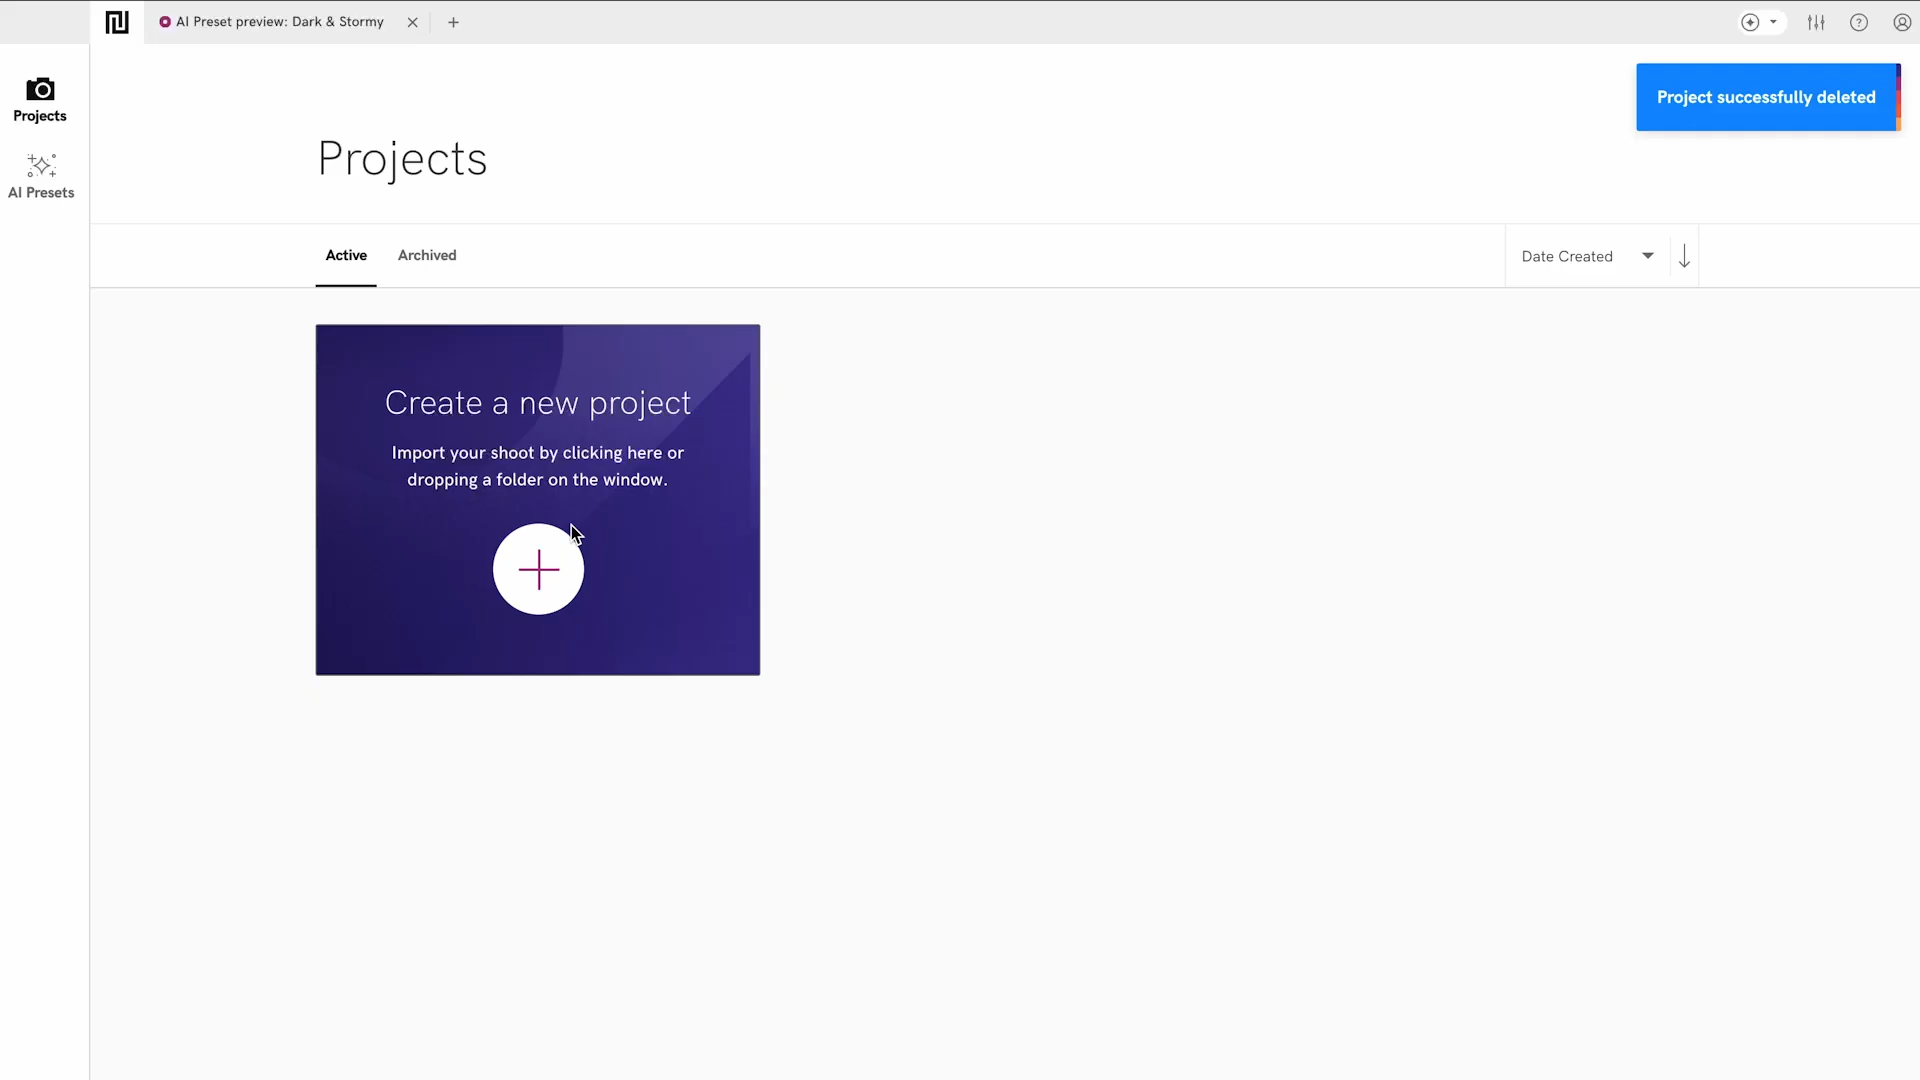 AI Preset preview: Dark & Stormy
Projects
AI Presets
Project successfully deleted
Projects
Active
Archived
Date Created
Create a new project
Import your shoot by clicking here or
dropping a folder on the window.